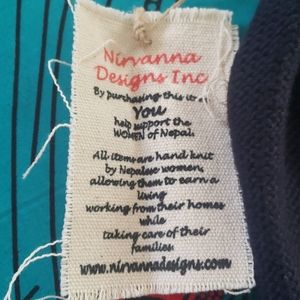 Nirvanna
Designs Inc
By purchasing this it
YOU
help support the
WOMEN of Nepal.
All items are hand knit
by Nepalese women,
allowing them to earn a
living
working from their homes
while
taking care of their
families.
www.nirvannadesigns.com